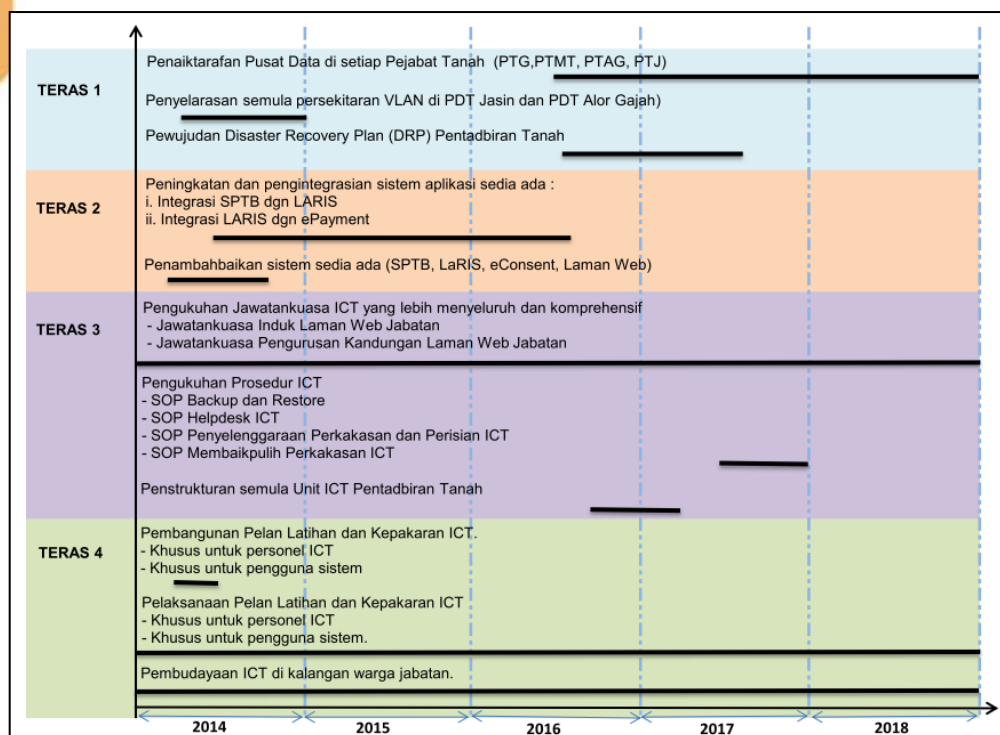 TERAS 1
Penaiktarafan Pusat Data di setiap Pejabat Tanah (PTG,PTMT, PTAG, PTJ)
Penyelarasan semula persekitaran VLAN di PDT Jasin dan PDT Alor Gajah)
Pewujudan Disaster Recovery Plan (DRP) Pentadbiran Tanah
TERAS 2
Peningkatan dan pengintegrasian sistem aplikasi sedia ada :
i. Integrasi SPTB dgn LARIS
ii. Integrasi LARIS dgn ePayment
Penambahbaikan sistem sedia ada (SPTB, LaRIS, eConsent, Laman Web)
TERAS 3
Pengukuhan Jawatankuasa ICT yang lebih menyeluruh dan komprehensif
- Jawatankuasa Induk Laman Web Jabatan
- Jawatankuasa Pengurusan Kandungan Laman Web Jabatan
Pengukuhan Prosedur ICT
- SOP Backup dan Restore
- SOP Helpdesk ICT
- SOP Penyelenggaraan Perkakasan dan Perisian ICT
- SOP Membaikpulih Perkakasan ICT
Penstrukturan semula Unit ICT Pentadbiran Tanah
TERAS 4
Pembangunan Pelan Latihan dan Kepakaran ICT.
- Khusus untuk personel ICT
- Khusus untuk pengguna sistem
Pelaksanaan Pelan Latihan dan Kepakaran ICT
- Khusus untuk personel ICT
- Khusus untuk pengguna sistem.
Pembudayaan ICT di kalangan warga jabatan.
2014 2015 2016 2017 2018